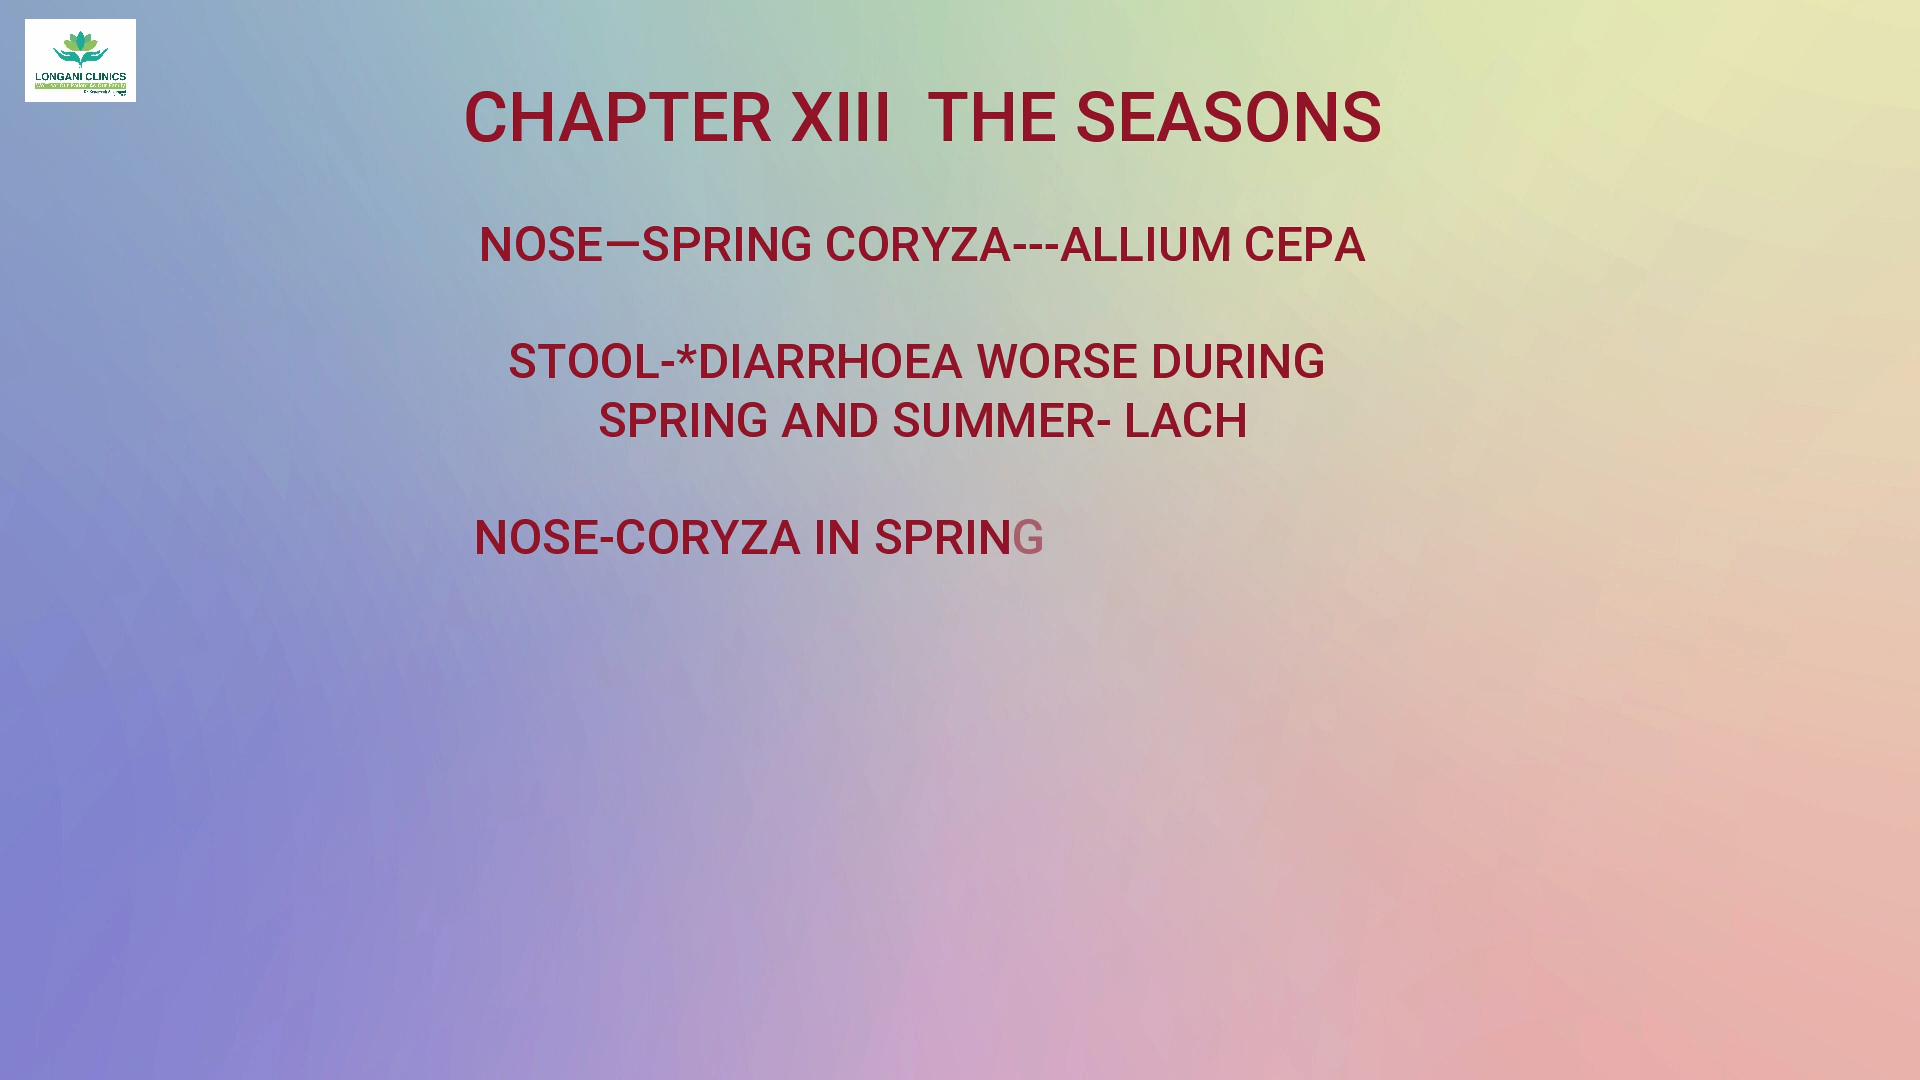 LONGANI CLINICS
CHAPTER XIII  THE SEASONS
NOSE—SPRING CORYZA---ALLIUM CEPA
STOOL-*DIARRHOEA WORSE DURING
SPRING AND SUMMER- LACH
NOSE-CORYZA IN SPRING